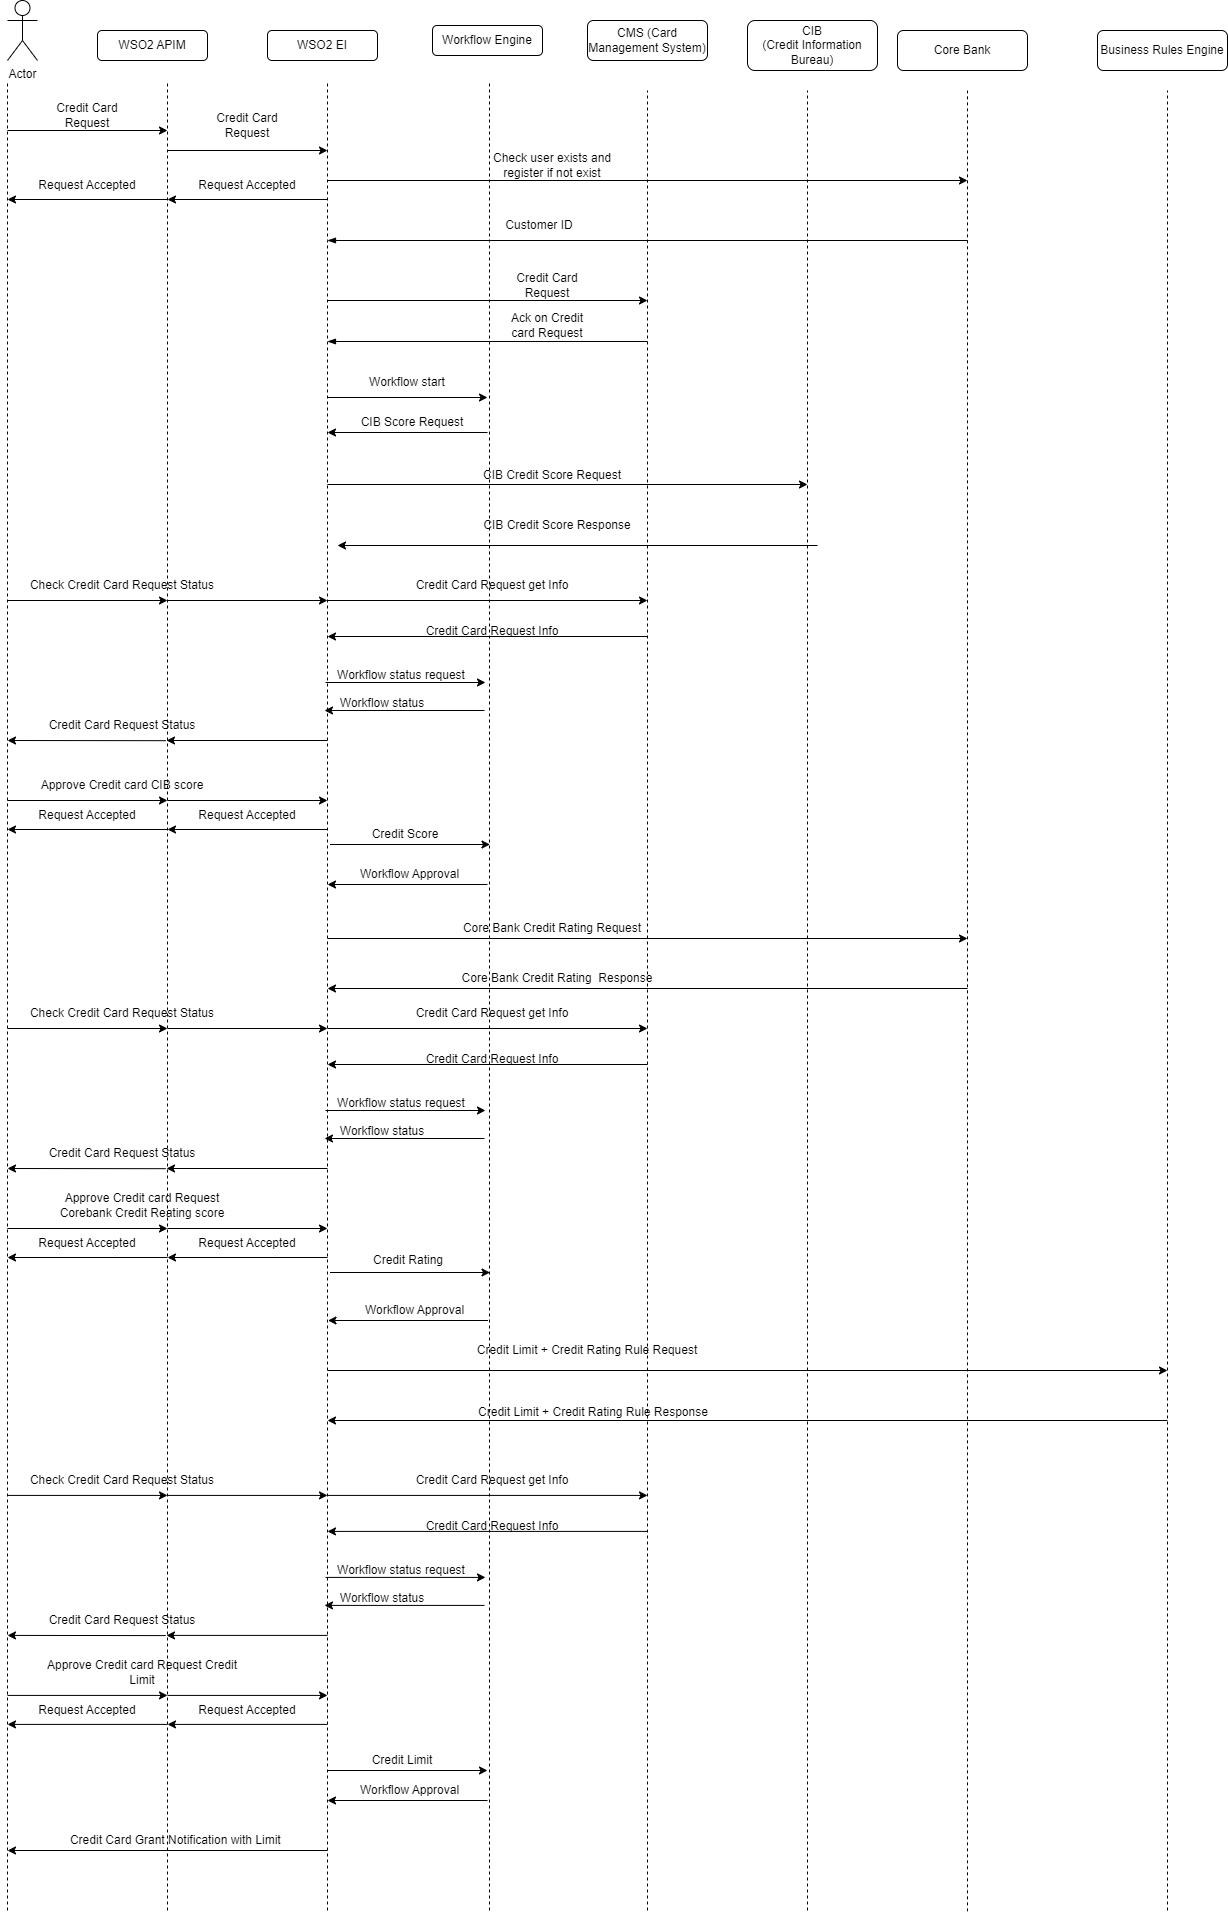 Actor
WSO2 APIM
WSO2 EI
Workflow Engine
CMS (Card
Management System)
CIB
(Credit Information
Bureau)
Core Bank
Business Rules Engine
Credit Card
Request
Credit Card
Request
Check user exists and
register if not exist
Request Accepted
Request Accepted
Customer ID
Credit Card
Request
Ack on Credit
card Request
Workflow start
CIB Score Request
CIB Credit Score Request
CIB Credit Score Response
Check Credit Card Request Status
Credit Card Request get Info
Credit Card Request Info
Workflow status request
Workflow status
Credit Card Request Status
Approve Credit card CIB score
Request Accepted
Request Accepted
Credit Score
Workflow Approval
Core Bank Credit Rating Request
Core Bank Credit Rating  Response
Check Credit Card Request Status
Credit Card Request get Info
Credit Card Request Info
Workflow status request
Workflow status
Credit Card Request Status
Approve Credit card Request
Corebank Credit Reating score
Request Accepted
Request Accepted
Credit Rating
Workflow Approval
Credit Limit + Credit Rating Rule Request
Credit Limit + Credit Rating Rule Response
Check Credit Card Request Status
Credit Card Request get Info
Credit Card Request Info
Workflow status request
Workflow status
Credit Card Request Status
Approve Credit card Request Credit
Limit
Request Accepted
Request Accepted
Credit Limit
Workflow Approval
Credit Card Grant Notification with Limit